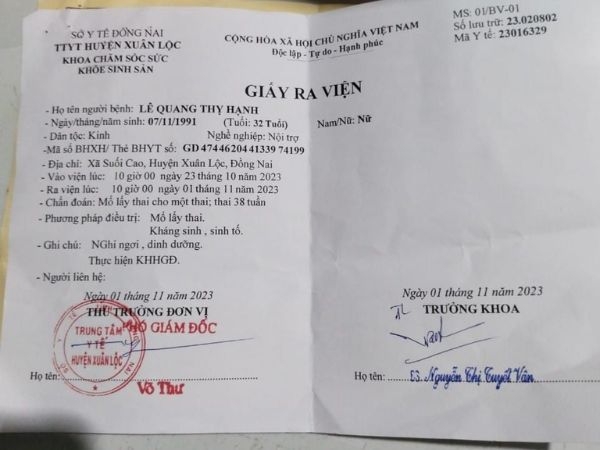 SỞ Y TẾ ĐỒNG NAI
TTYT HUYỆN XUÂN LỘC
KHOA CHĂM SÓC SỨC
KHỎE SINH SẢN
CỘNG HÒA XÃ HỘI CHỦ NGHĨA VIỆT NAM
Độc lập - Tự do - Hạnh phúc
MS: 01/BV-01
Số lưu trữ: 23.020802
Mã Y tế: 23016329
GIẤY RA VIỆN
- Họ tên người bệnh: LÊ QUANG THỴ HẠNH
- Ngày/tháng/năm sinh: 07/11/1991 (Tuổi: 32 Tuổi) Nam/Nữ: Nữ
- Dân tộc: Kinh Nghề nghiệp: Nội trợ
-Mã số BHXH/ Thẻ BHYT số: GD 4744620441339 74199
- Địa chỉ: Xã Suối Cao, Huyện Xuân Lộc, Đồng Nai
- Vào viện lúc: 10 giờ 00 ngày 23 tháng 10 năm 2023
- Ra viện lúc: 10 giờ 00 ngày 01 tháng 11 năm 2023
- Chẩn đoán: Mổ lấy thai cho một thai; thai 38 tuần
- Phương pháp điều trị: Mổ lấy thai.
Kháng sinh , sinh tố.
- Ghi chú: NGhỉ ngơi , dinh dưỡng.
Thực hiện KHHGĐ.
- Người liên hệ:
Ngày 01 tháng 11 năm 2023
THỦ TRƯỞNG ĐƠN VỊ
PHÓ GIÁM ĐỐC
TRUNG TÂM
Y TẾ
HUYỆN XUÂN LỘC
Họ tên:
Võ Thư
Ngày 01 tháng 11 năm 2023
TRƯỞNG KHOA
Họ tên: BS Nguyễn Thị Tuyết Vân